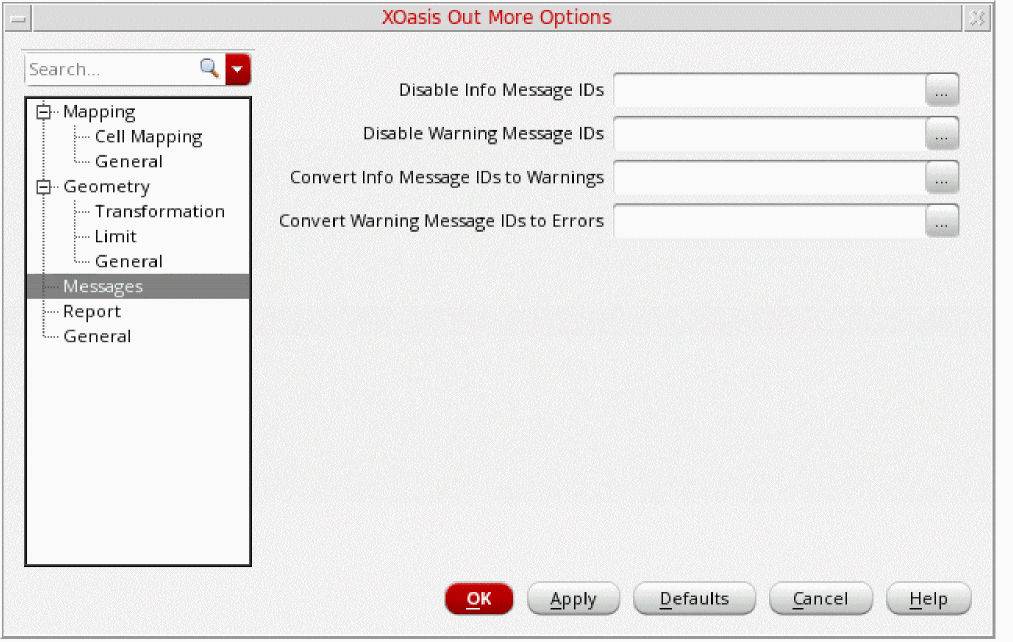 XOasis Out More Options
Search...
Mapping
Cell Mapping
General
Geometry
Transformation
Limit
General
Messages
Report
General
Disable Info Message IDs
...
Disable Warning Message IDs
...
Convert Info Message IDs to Warnings
...
Convert Warning Message IDs to Errors
...
OK Apply Defaults Cancel Help